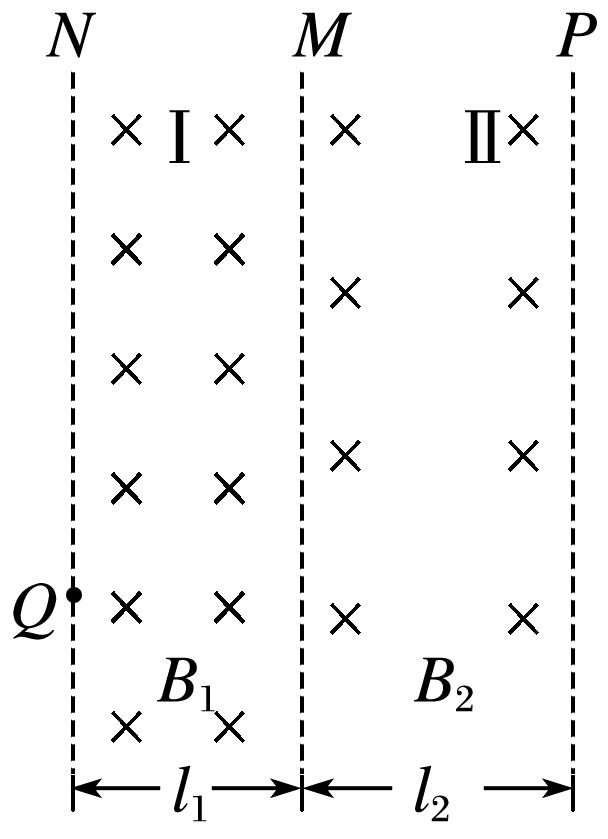 N M P
Ⅰ Ⅱ
Q
B₁ B₂
l₁ l₂